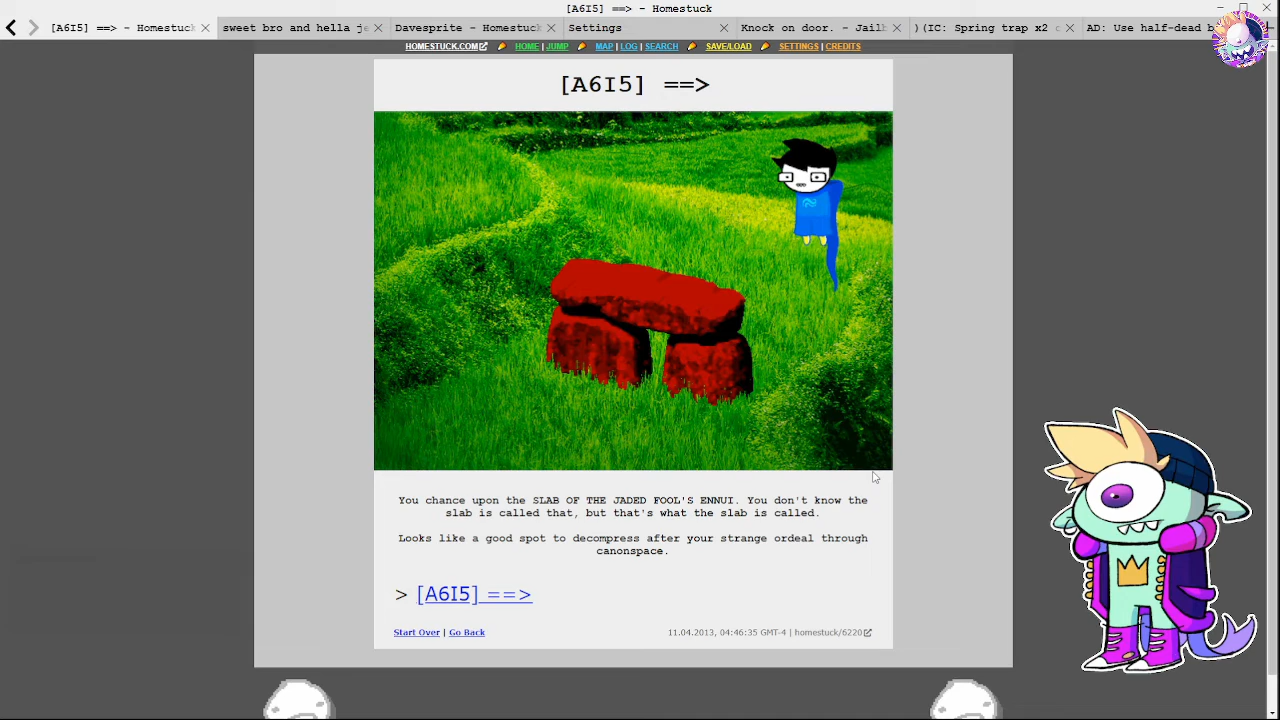 [A6I5] ==> - Homestuck
[A6I5] ==> - Homestuck
sweet bro and hella je
Davesprite - Homestuck
Settings
Knock on door. - Jailb
)(IC: Spring trap x2 c
AD: Use half-dead b
HOMESTUCK.COM HOME | JUMP MAP | LOG | SEARCH SAVE/LOAD SETTINGS | CREDITS
[A6I5] ==>
You chance upon the SLAB OF THE JADED FOOL'S ENNUI. You don't know the
slab is called that, but that's what the slab is called.
Looks like a good spot to decompress after your strange ordeal through
canonspace.
> [A6I5] ==>
Start Over | Go Back
11.04.2013, 04:46:35 GMT-4 | homestuck/6220